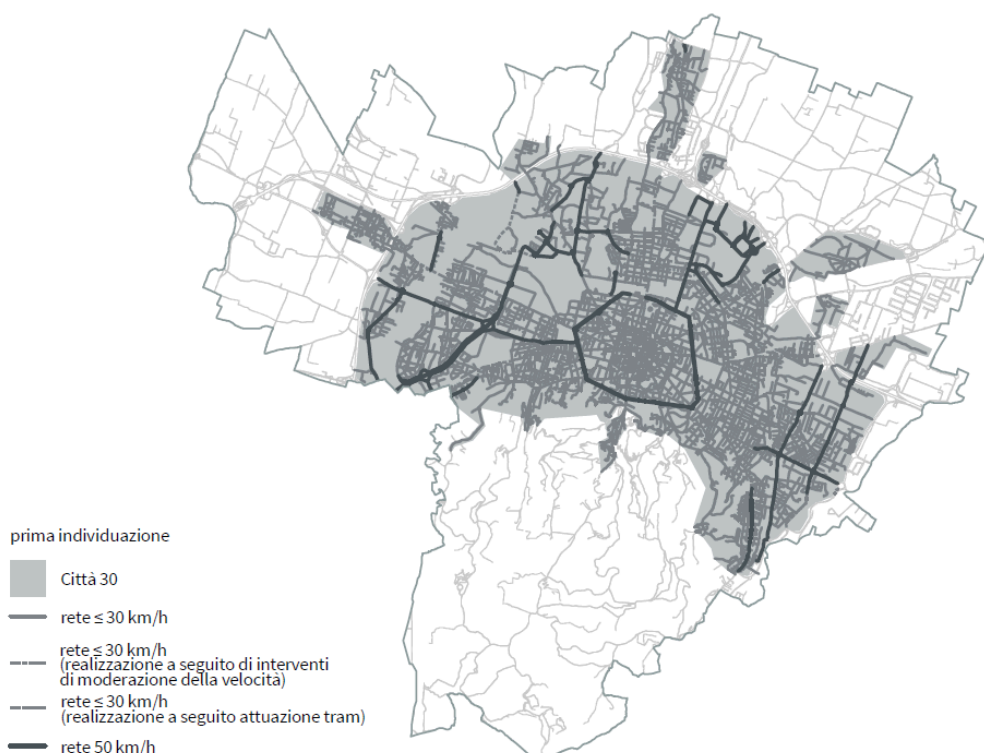 prima individuazione
Città 30
rete ≤ 30 km/h
rete ≤ 30 km/h
(realizzazione a seguito di interventi
di moderazione della velocità)
rete ≤ 30 km/h
(realizzazione a seguito attuazione tram)
rete 50 km/h